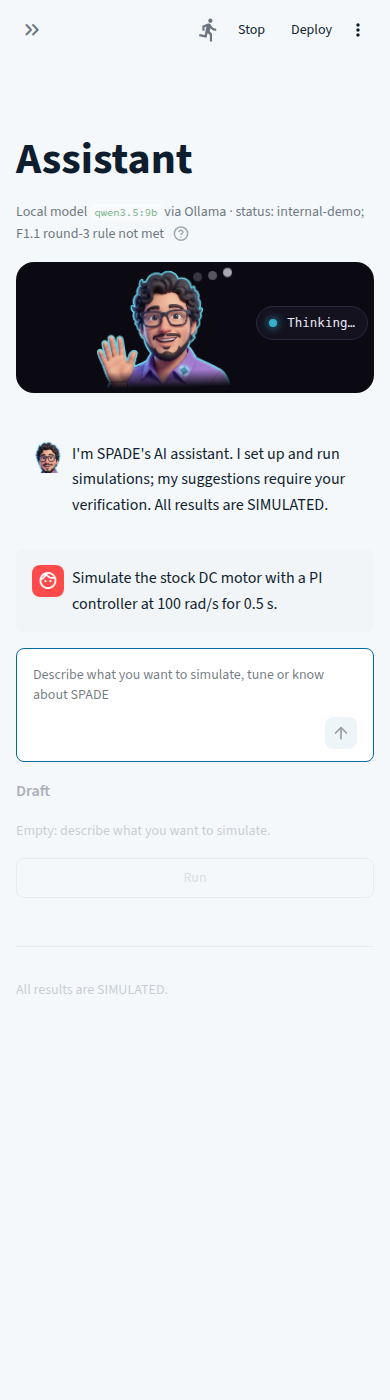 Stop Deploy
Assistant
Local model qwen3.5:9b via Ollama · status: internal-demo;
F1.1 round-3 rule not met
Thinking…
I'm SPADE's AI assistant. I set up and run
simulations; my suggestions require your
verification. All results are SIMULATED.
Simulate the stock DC motor with a PI
controller at 100 rad/s for 0.5 s.
Describe what you want to simulate, tune or know
about SPADE
Draft
Empty: describe what you want to simulate.
Run
All results are SIMULATED.